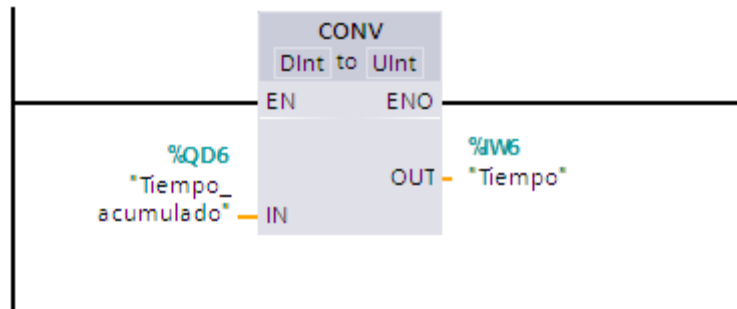 CONV
DInt to UInt
EN ENO
%QD6
"Tiempo_
acumulado"
IN
OUT
%IW6
"Tiempo"